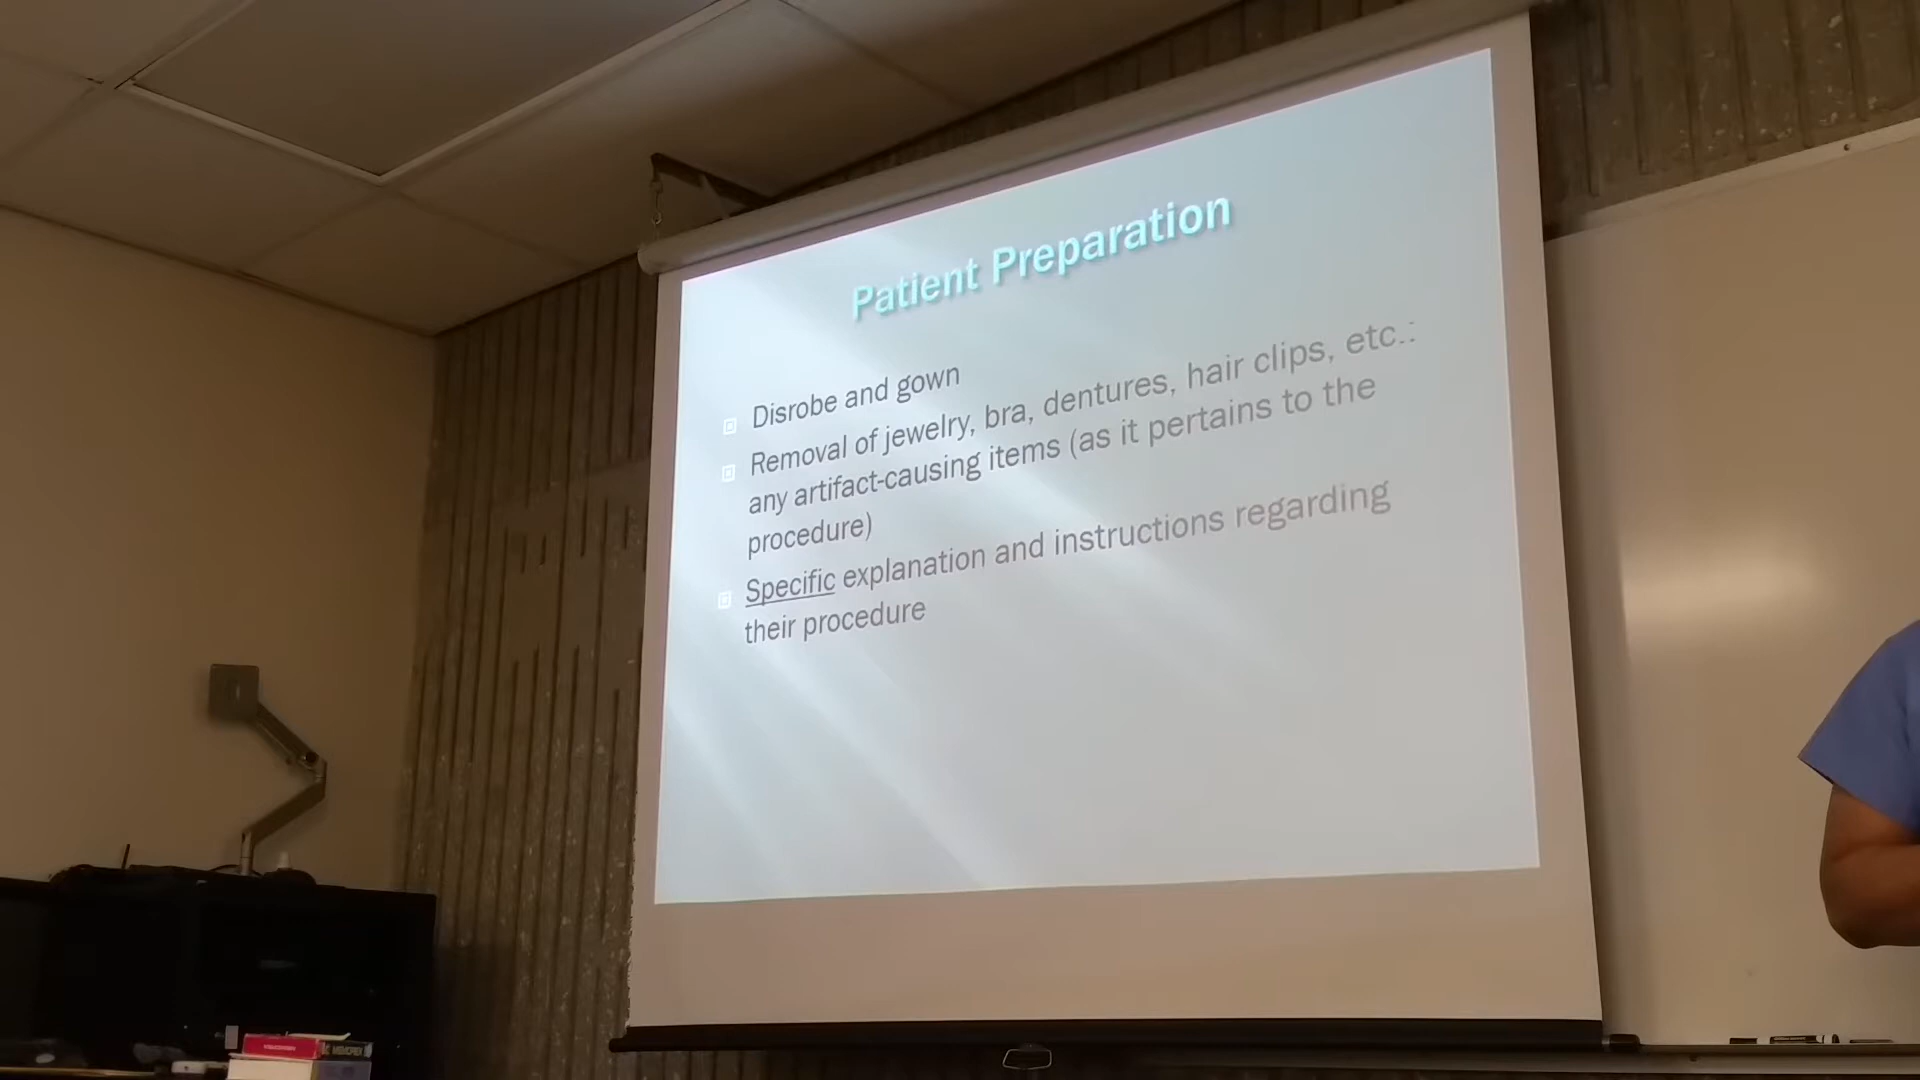 Patient Preparation
Disrobe and gown
Removal of jewelry, bra, dentures, hair clips, etc.:
any artifact-causing items (as it pertains to the
procedure)
Specific explanation and instructions regarding
their procedure
MEMOREX